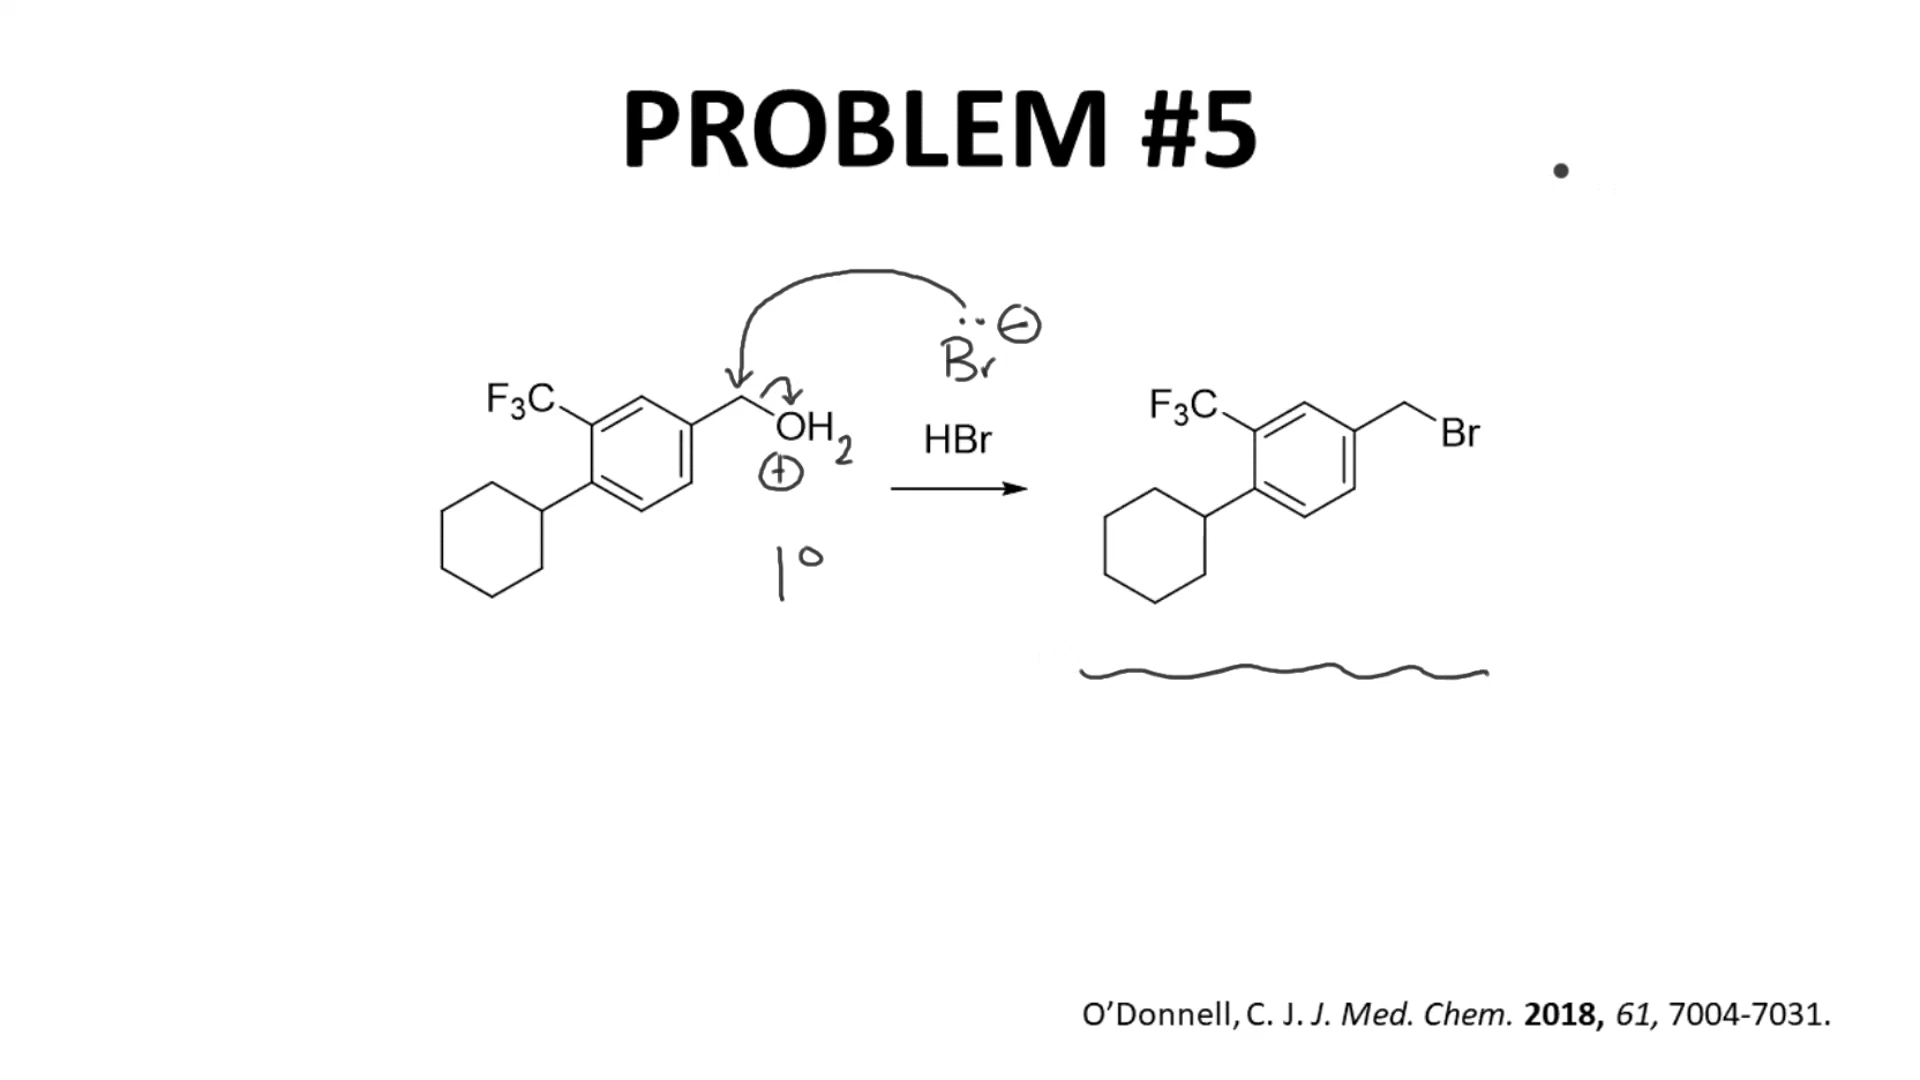 PROBLEM #5
Br ⊖
F₃C
OH₂
⊕
HBr
1°
F₃C
Br
O'Donnell, C. J. J. Med. Chem. 2018, 61, 7004-7031.